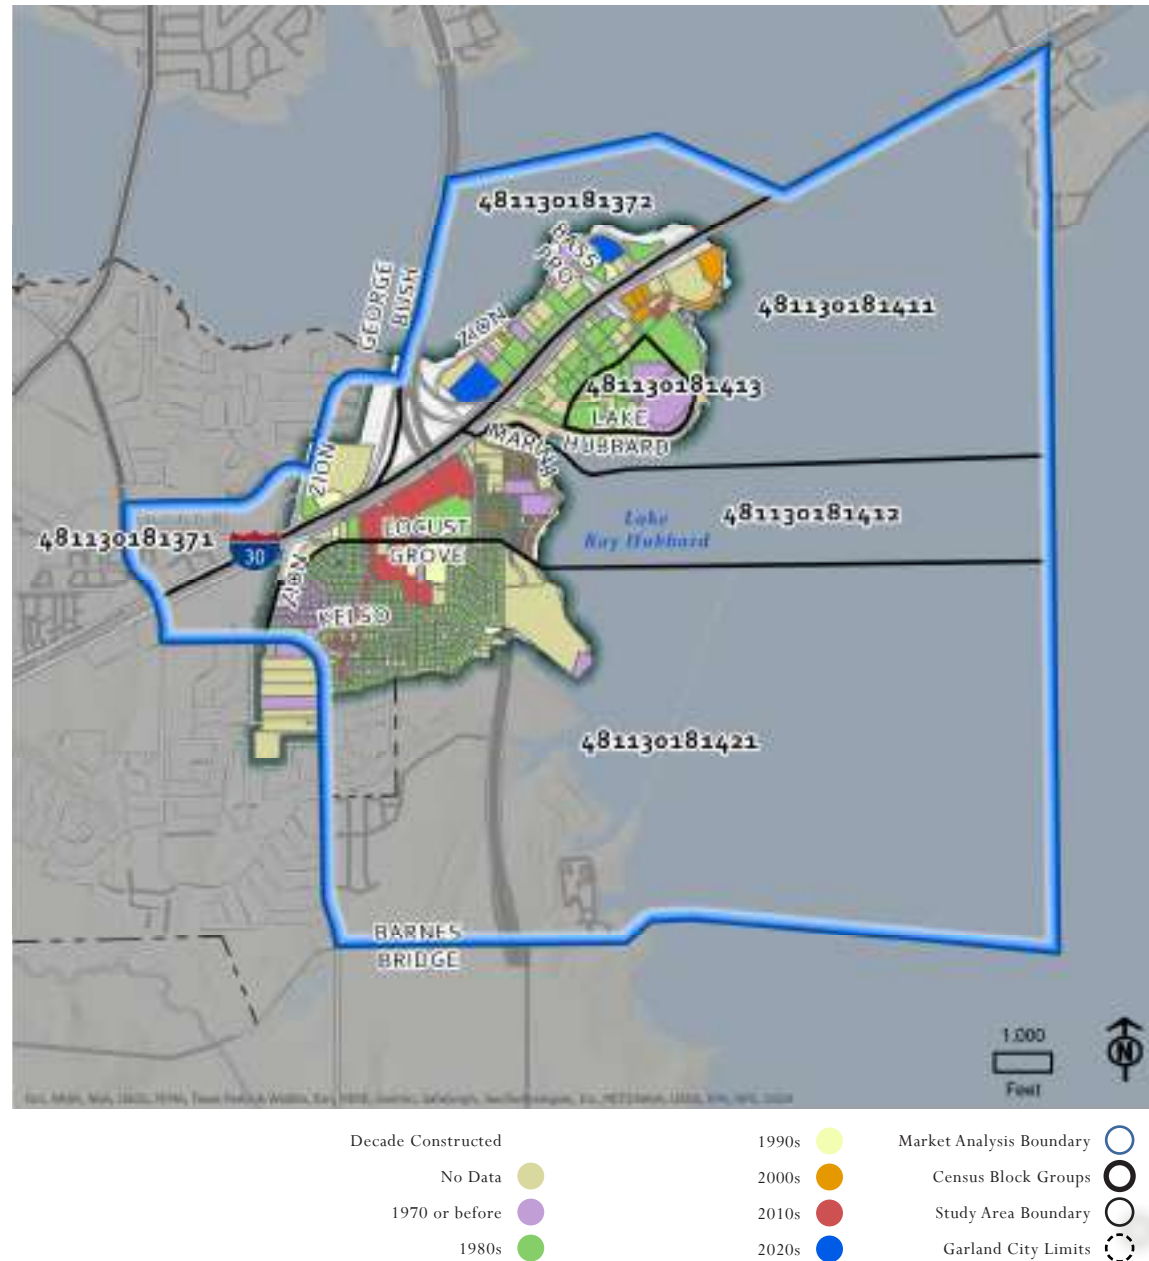 481130181372
BASS
PRO
GEORGE
BUSH
ZION
481130181411
481130181413
LAKE
HUBBARD
MARINA
ZION
481130181371
30
LOCUST
GROVE
Lake
Ray Hubbard
481130181412
ZION
KELSO
481130181421
BARNES
BRIDGE
1,000
Feet
N
Decade Constructed
No Data
1970 or before
1980s
1990s
2000s
2010s
2020s
Market Analysis Boundary
Census Block Groups
Study Area Boundary
Garland City Limits